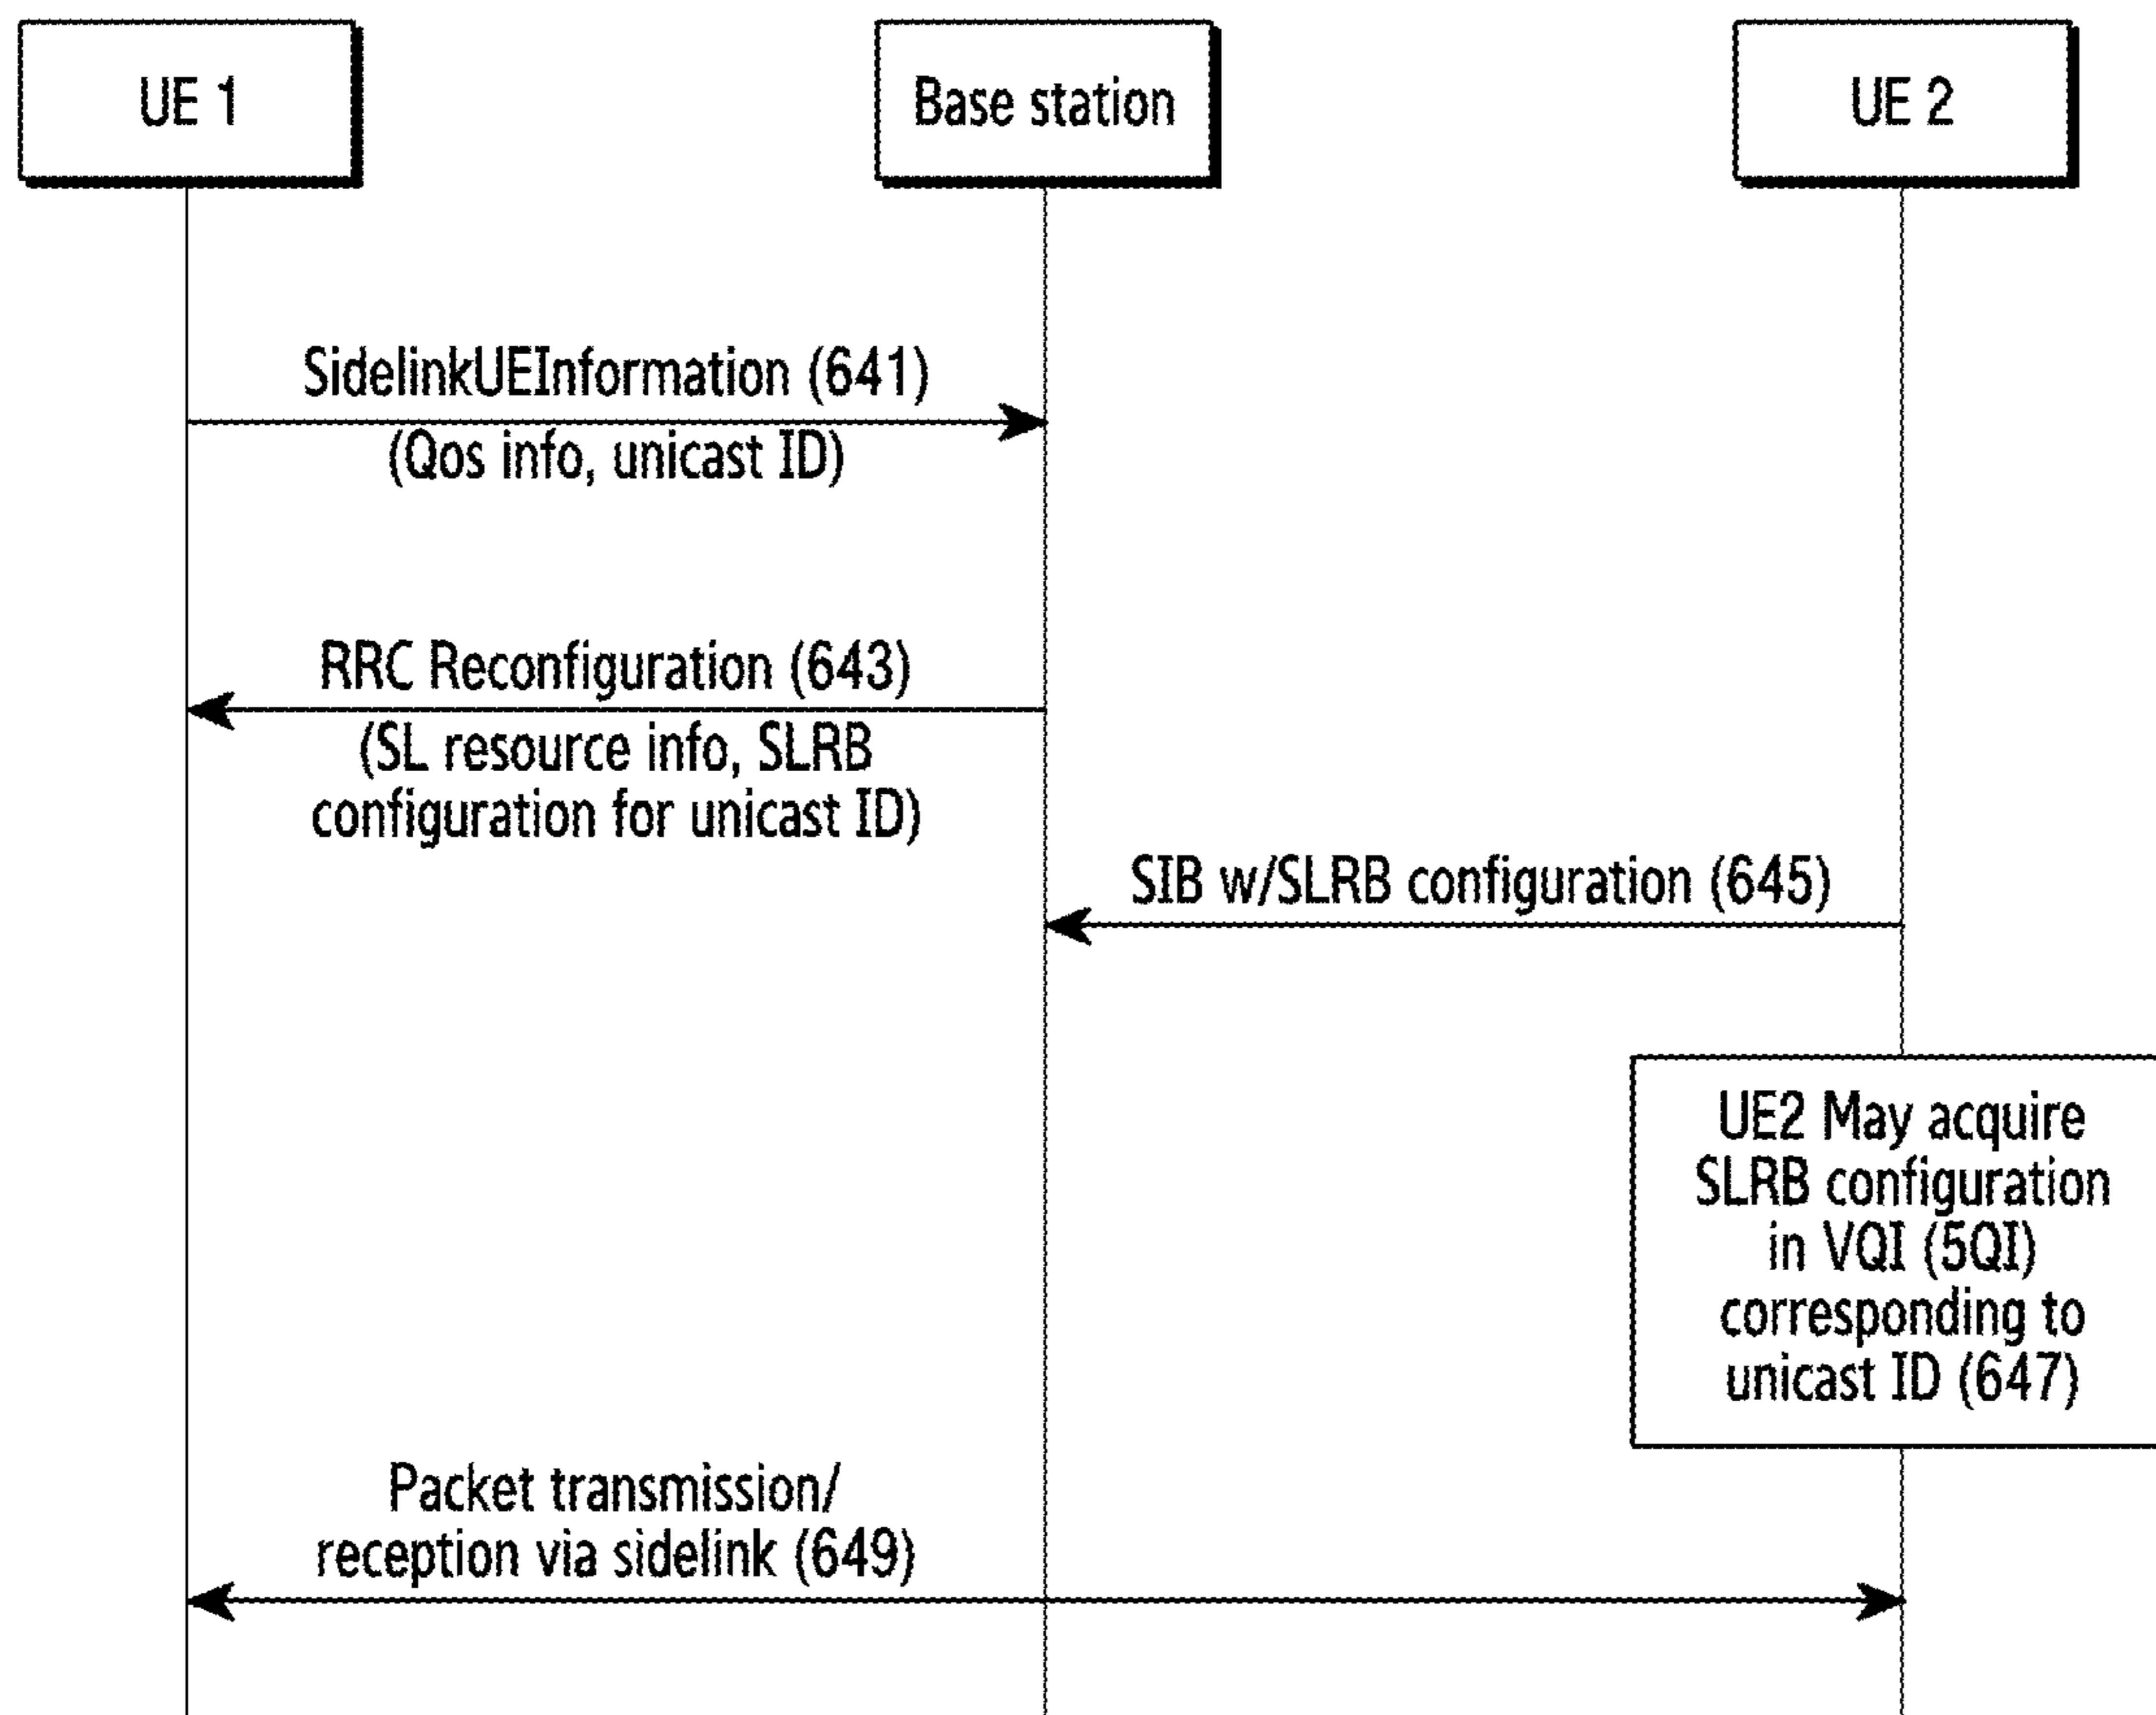 UE 1
Base station
UE 2
SidelinkUEInformation (641)
(Qos info, unicast ID)
RRC Reconfiguration (643)
(SL resource info, SLRB
configuration for unicast ID)
SIB w/SLRB configuration (645)
UE2 May acquire
SLRB configuration
in VQI (5QI)
corresponding to
unicast ID (647)
Packet transmission/
reception via sidelink (649)